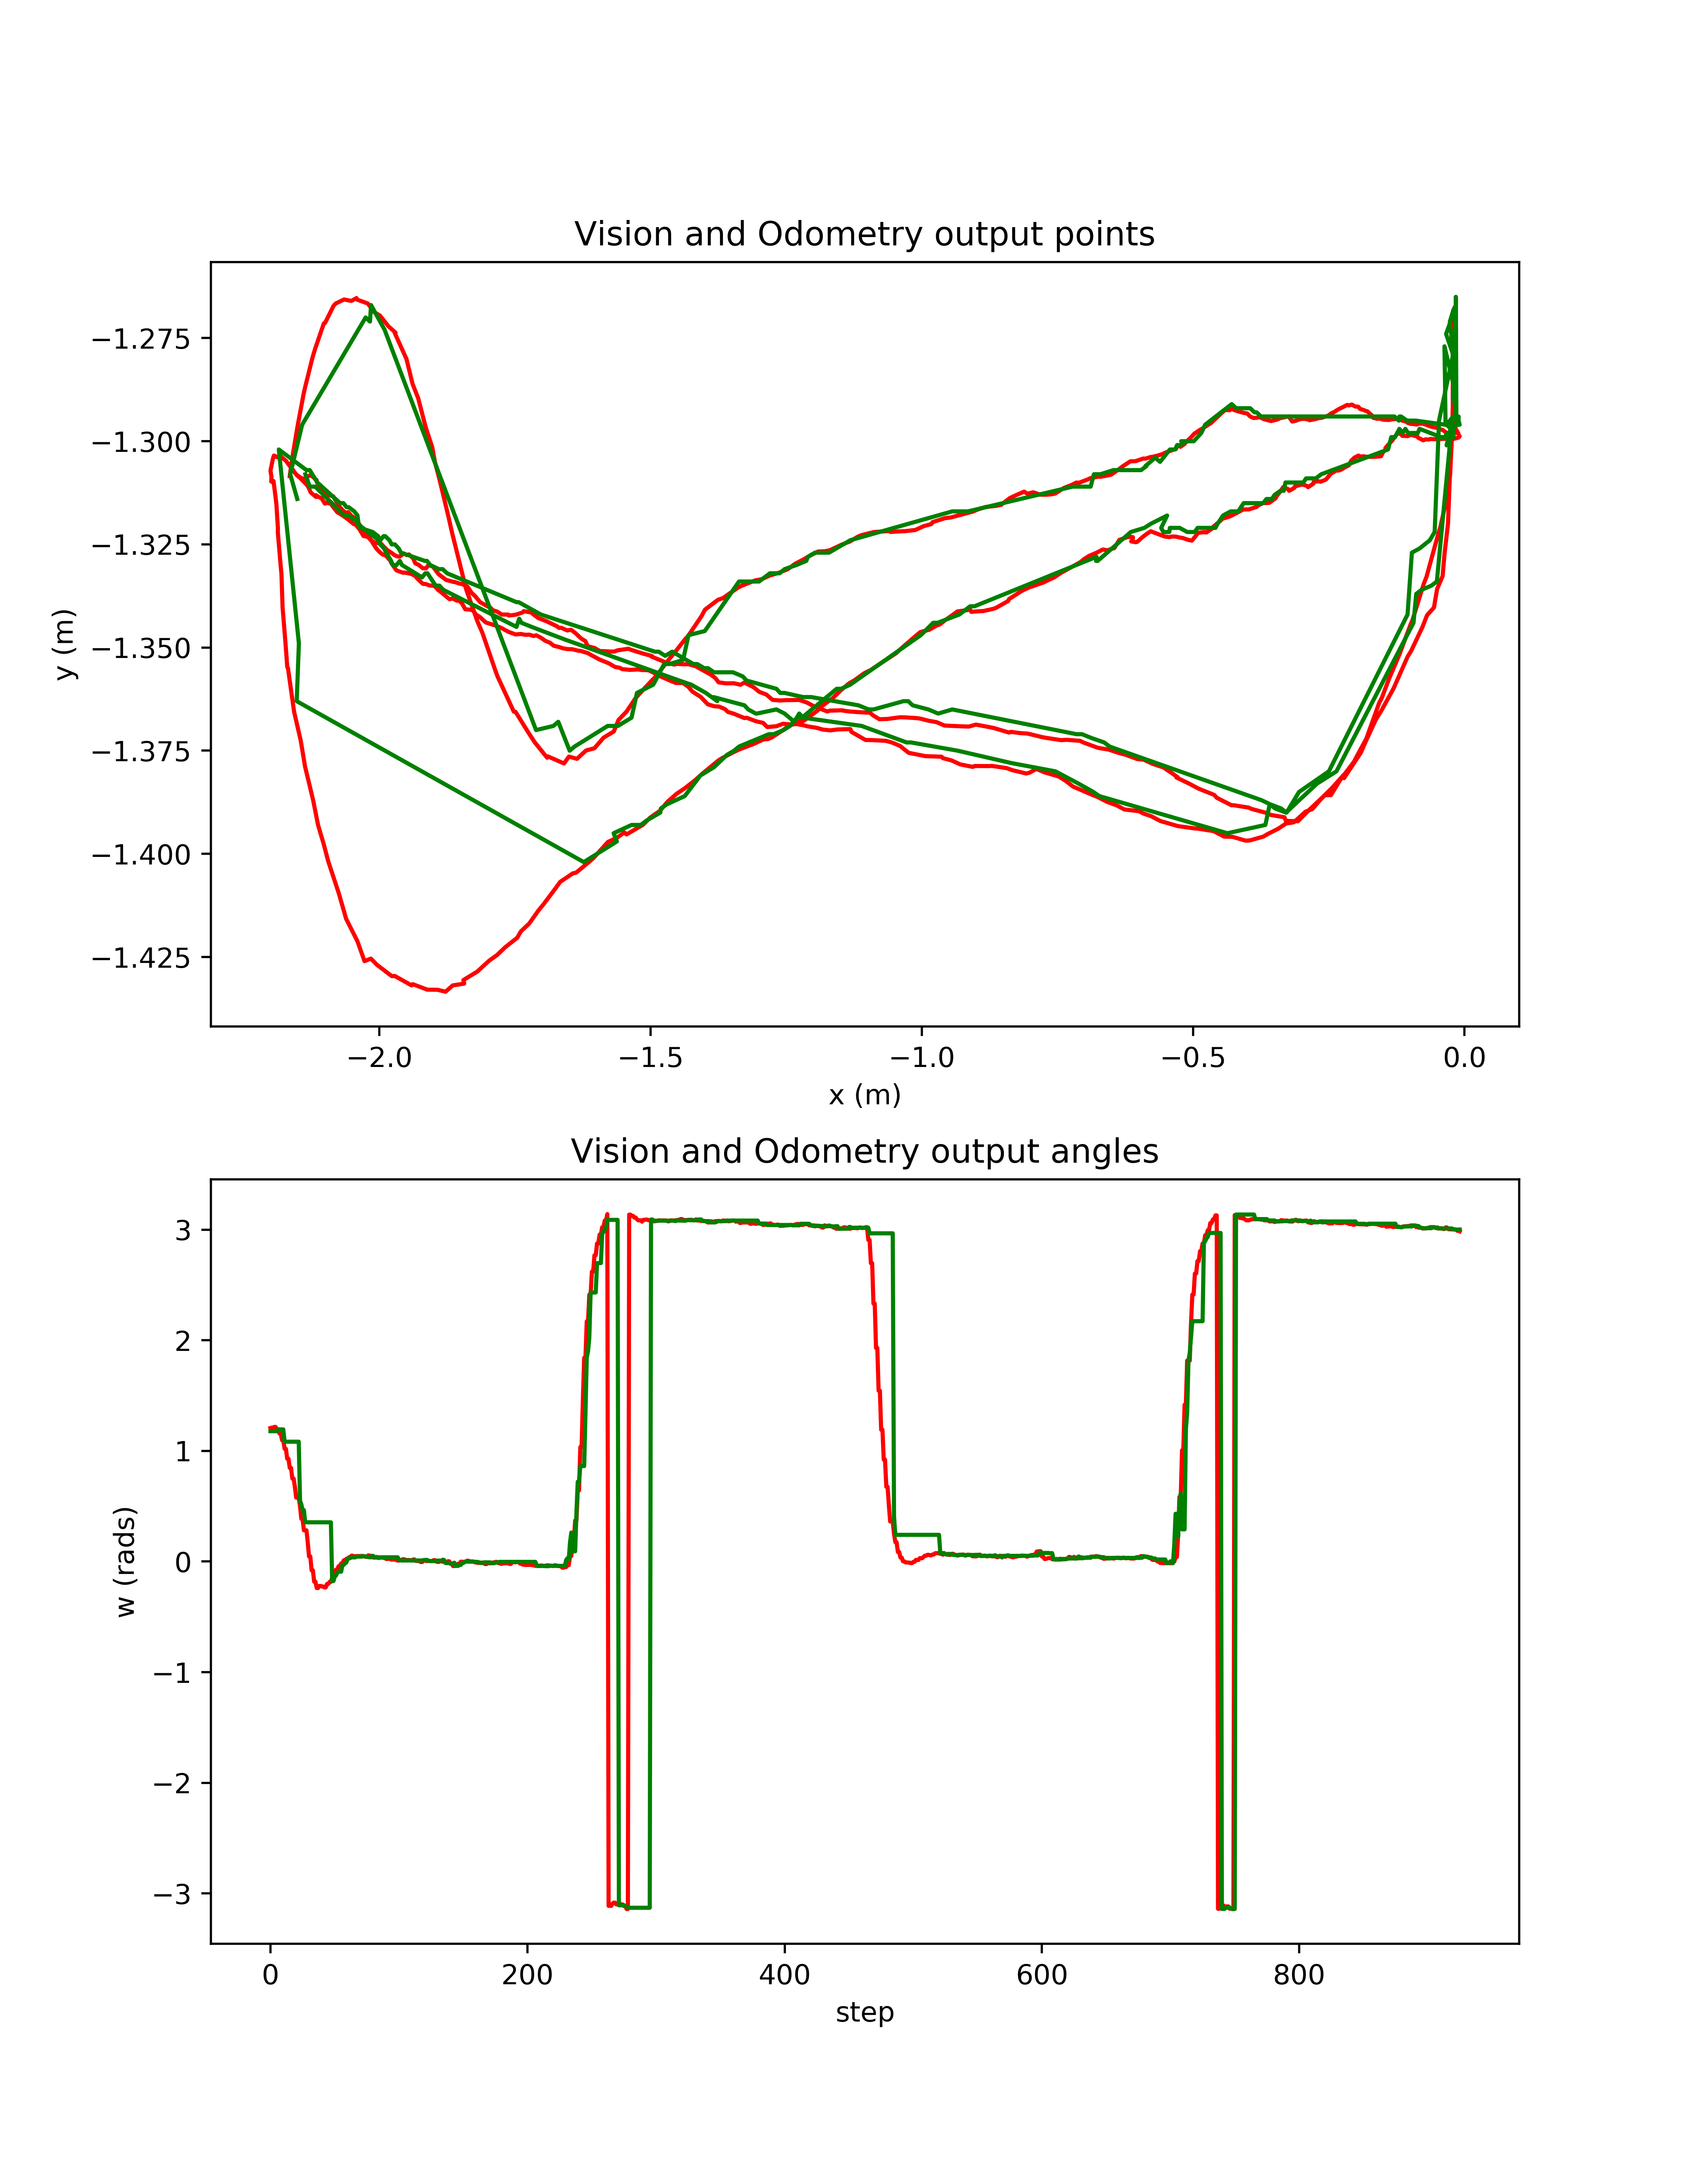 Vision and Odometry output points
−1.275
−1.300
−1.325
−1.350
−1.375
−1.400
−1.425
y (m)
−2.0 −1.5 −1.0 −0.5 0.0
x (m)
Vision and Odometry output angles
3
2
1
0
−1
−2
−3
w (rads)
0 200 400 600 800
step